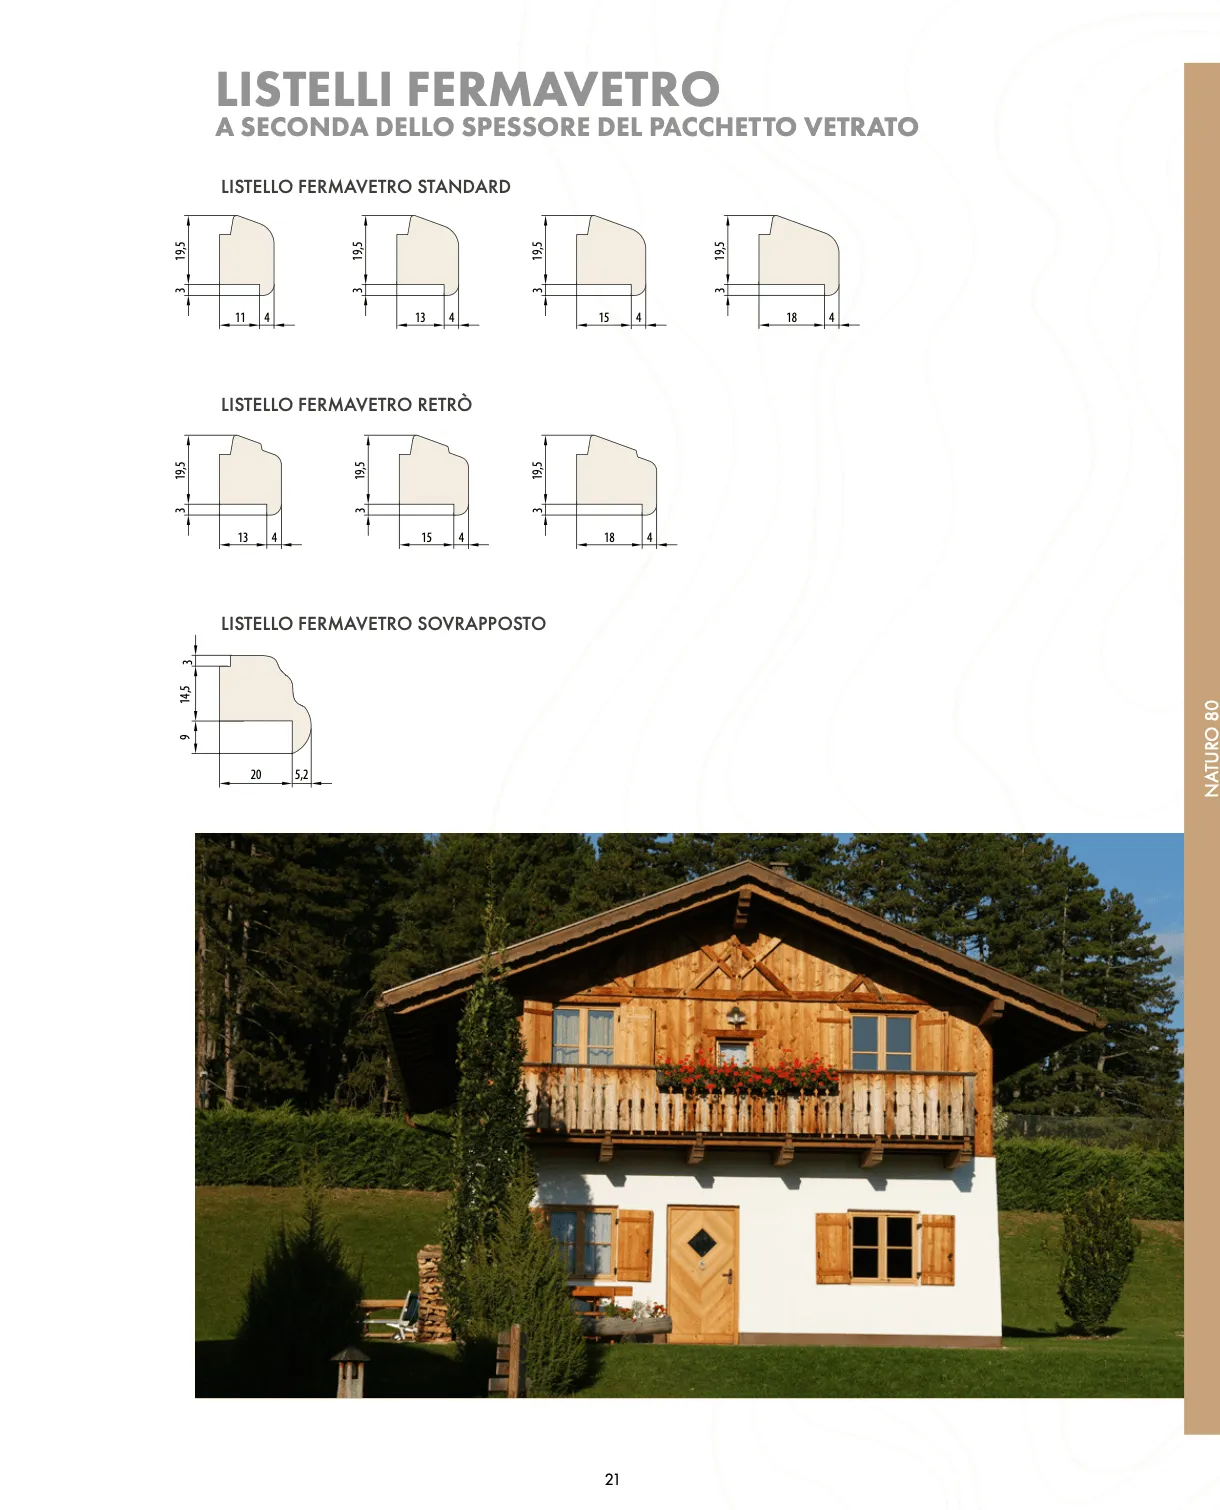 LISTELLI FERMAVETRO
A SECONDA DELLO SPESSORE DEL PACCHETTO VETRATO
LISTELLO FERMAVETRO STANDARD
19,5 19,5 19,5 19,5
3 3 3 3
11 4 13 4 15 4 18 4
LISTELLO FERMAVETRO RETRÒ
19,5 19,5 19,5
3 3 3
13 4 15 4 18 4
LISTELLO FERMAVETRO SOVRAPPOSTO
3
14,5
9
20 5,2
NATURO 80
21